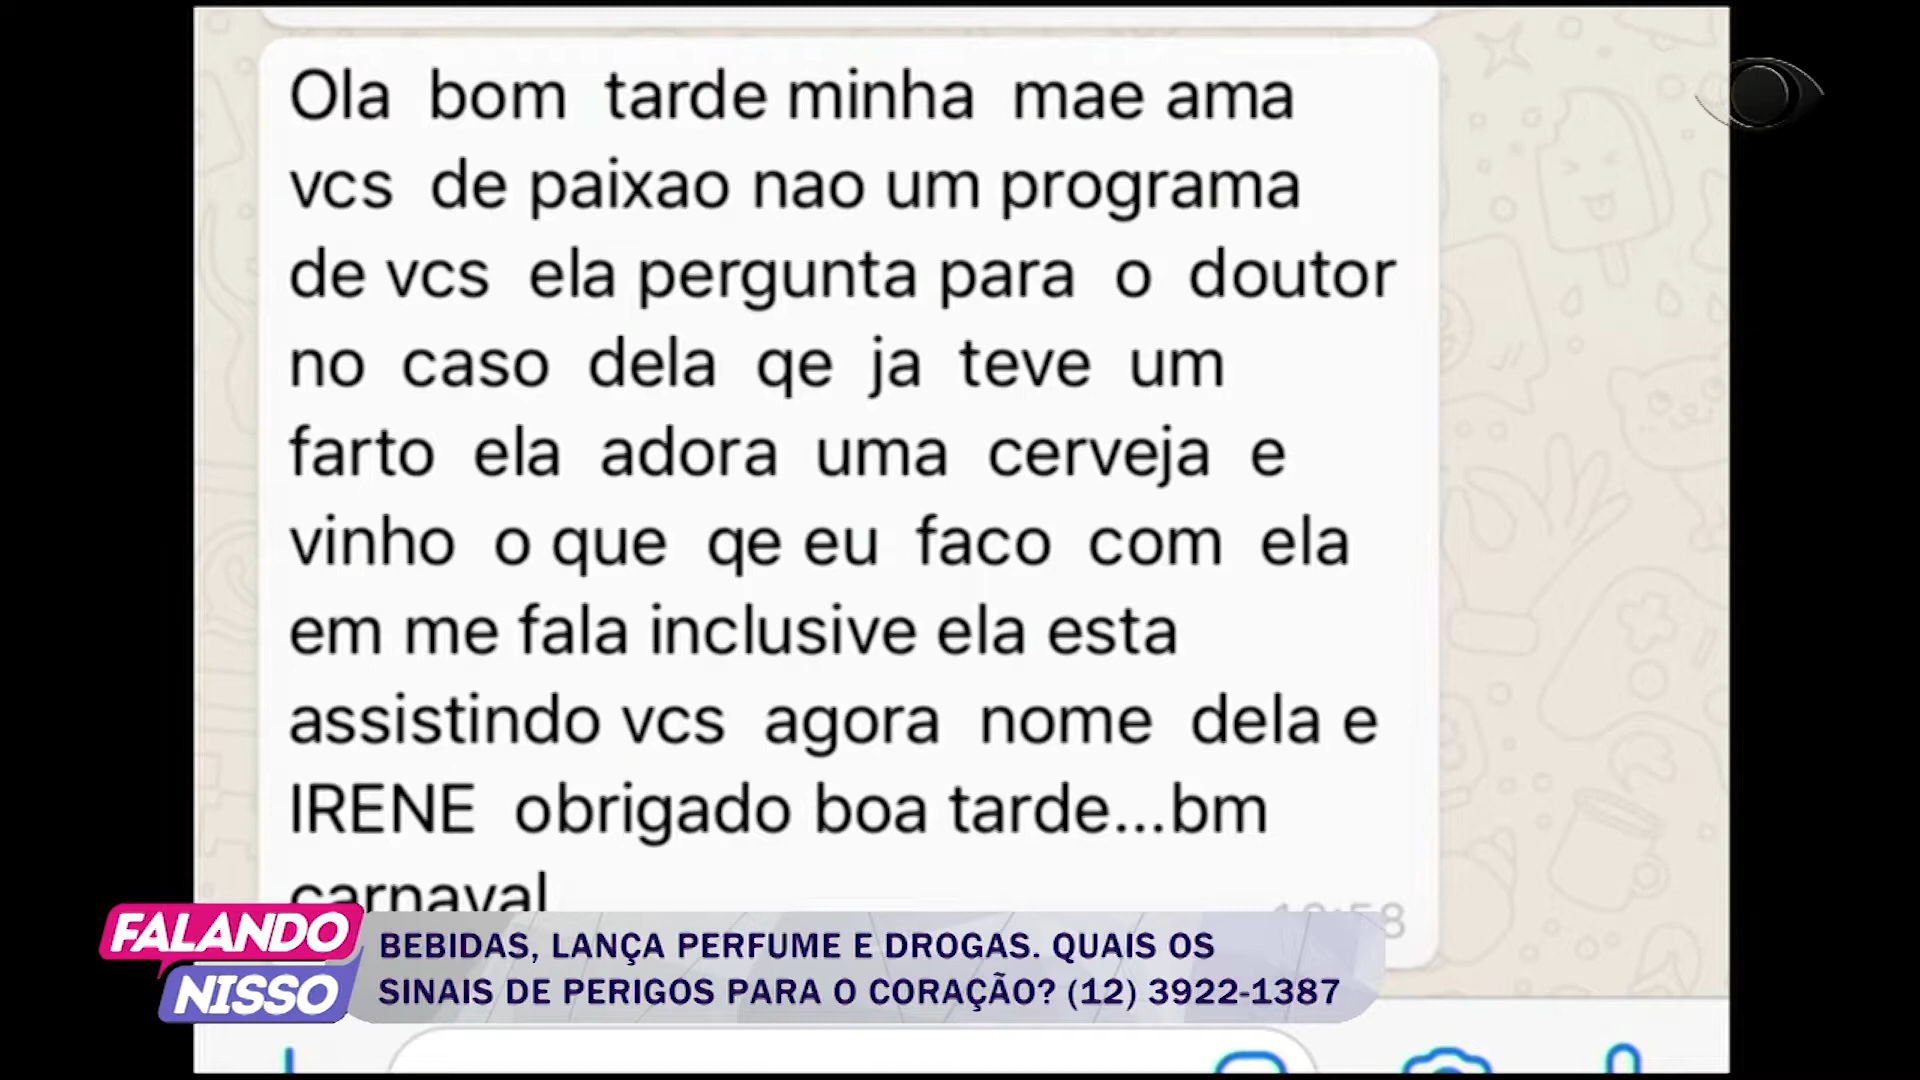 Ola bom tarde minha mae ama
vcs de paixao nao um programa
de vcs ela pergunta para o doutor
no caso dela qe ja teve um
farto ela adora uma cerveja e
vinho o que qe eu faco com ela
em me fala inclusive ela esta
assistindo vcs agora nome dela e
IRENE obrigado boa tarde...bm
carnaval
FALANDO
NISSO
BEBIDAS, LANÇA PERFUME E DROGAS. QUAIS OS
SINAIS DE PERIGOS PARA O CORAÇÃO? (12) 3922-1387